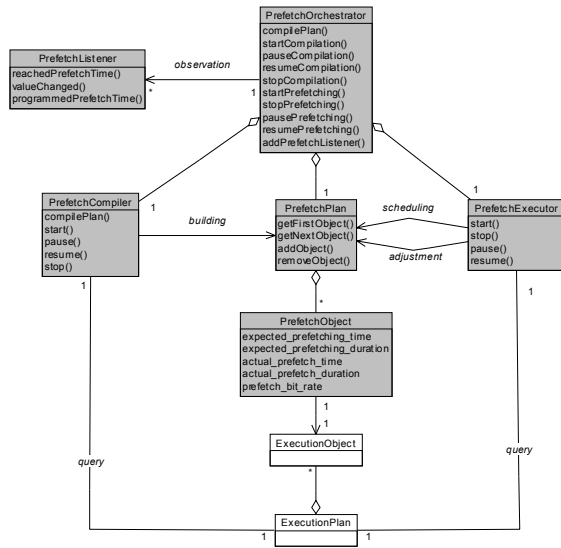 PrefetchOrchestrator
compilePlan()
startCompilation()
pauseCompilation()
resumeCompilation()
stopCompilation()
startPrefetching()
stopPrefetching()
pausePrefetching()
resumePrefetching()
addPrefetchListener()
PrefetchListener
reachedPrefetchTime()
valueChanged()
programmedPrefetchTime()
observation
*
1
PrefetchCompiler
compilePlan()
start()
pause()
resume()
stop()
1
1
building
PrefetchPlan
getFirstObject()
getNextObject()
addObject()
removeObject()
1
scheduling
adjustment
PrefetchExecutor
start()
stop()
pause()
resume()
1
1
*
PrefetchObject
expected_prefetching_time
expected_prefetching_duration
actual_prefetch_time
actual_prefetch_duration
prefetch_bit_rate
1
1
ExecutionObject
*
query
query
ExecutionPlan
1
1